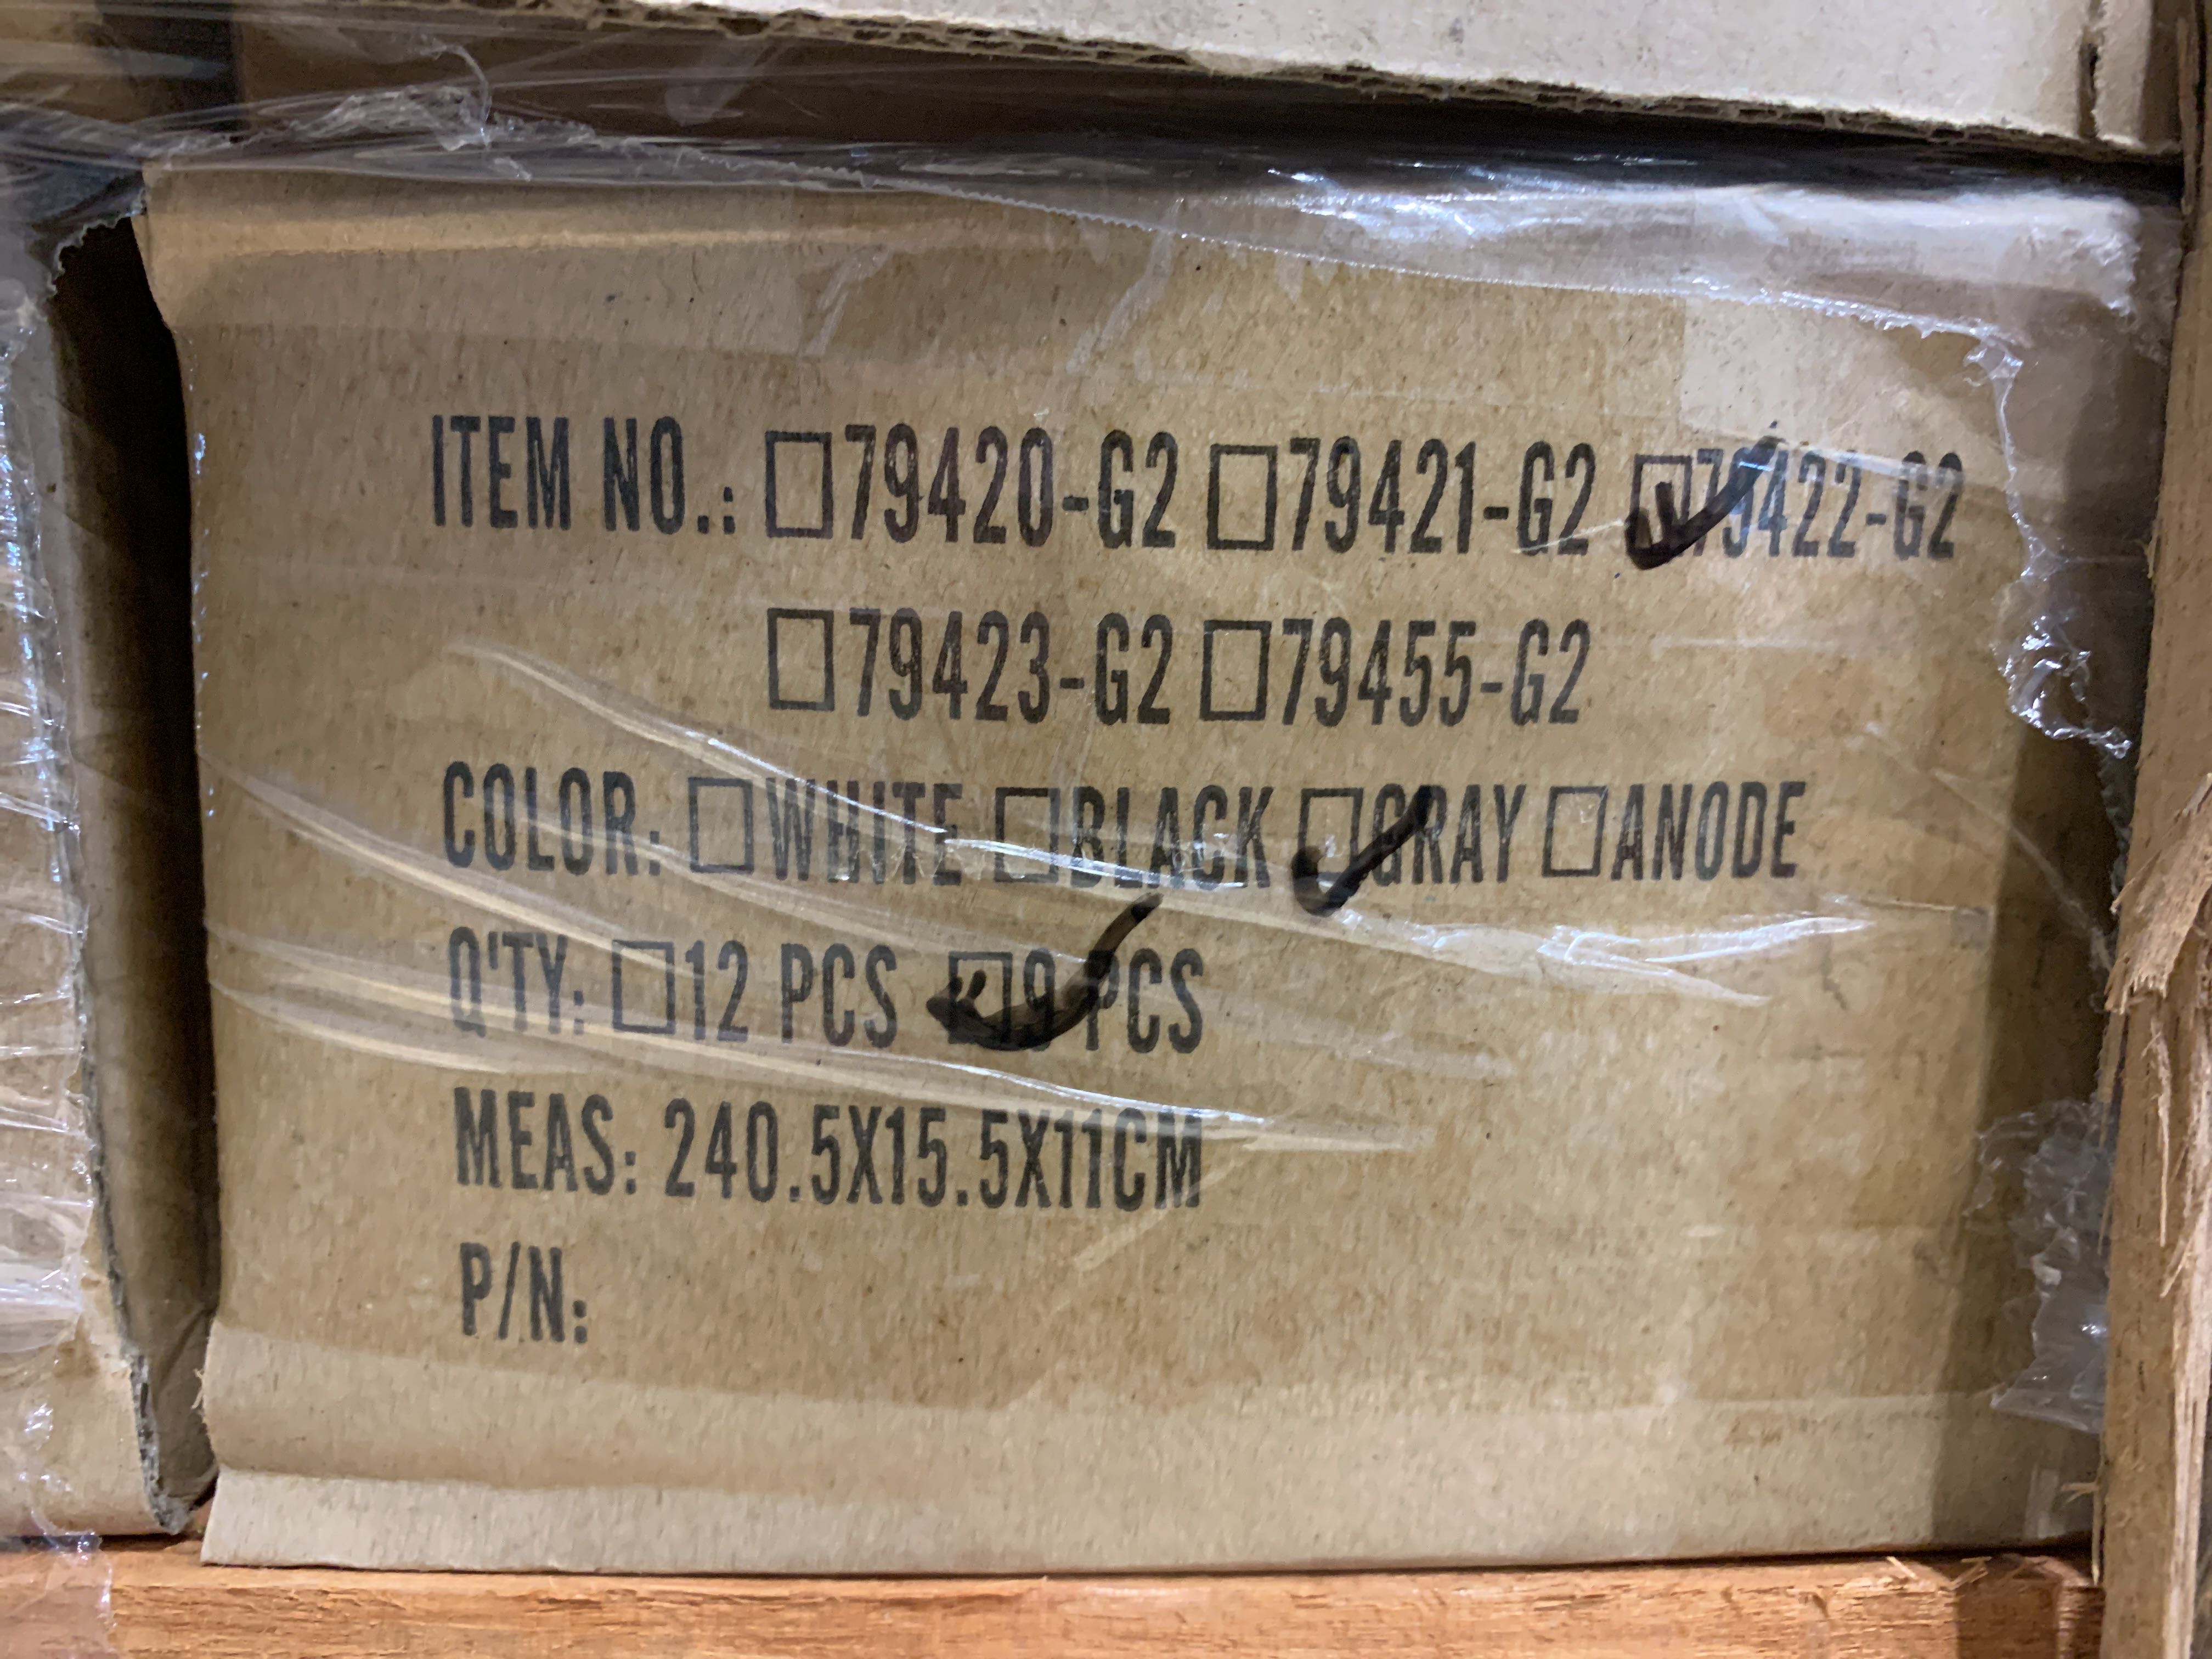 ITEM NO.: ☐79420-G2 ☐79421-G2 ☑79422-G2
☐79423-G2 ☐79455-G2
COLOR: ☐WHITE ☐BLACK ☑GRAY ☐ANODE
Q'TY: ☐12 PCS ☑9 PCS
MEAS: 240.5X15.5X11CM
P/N: